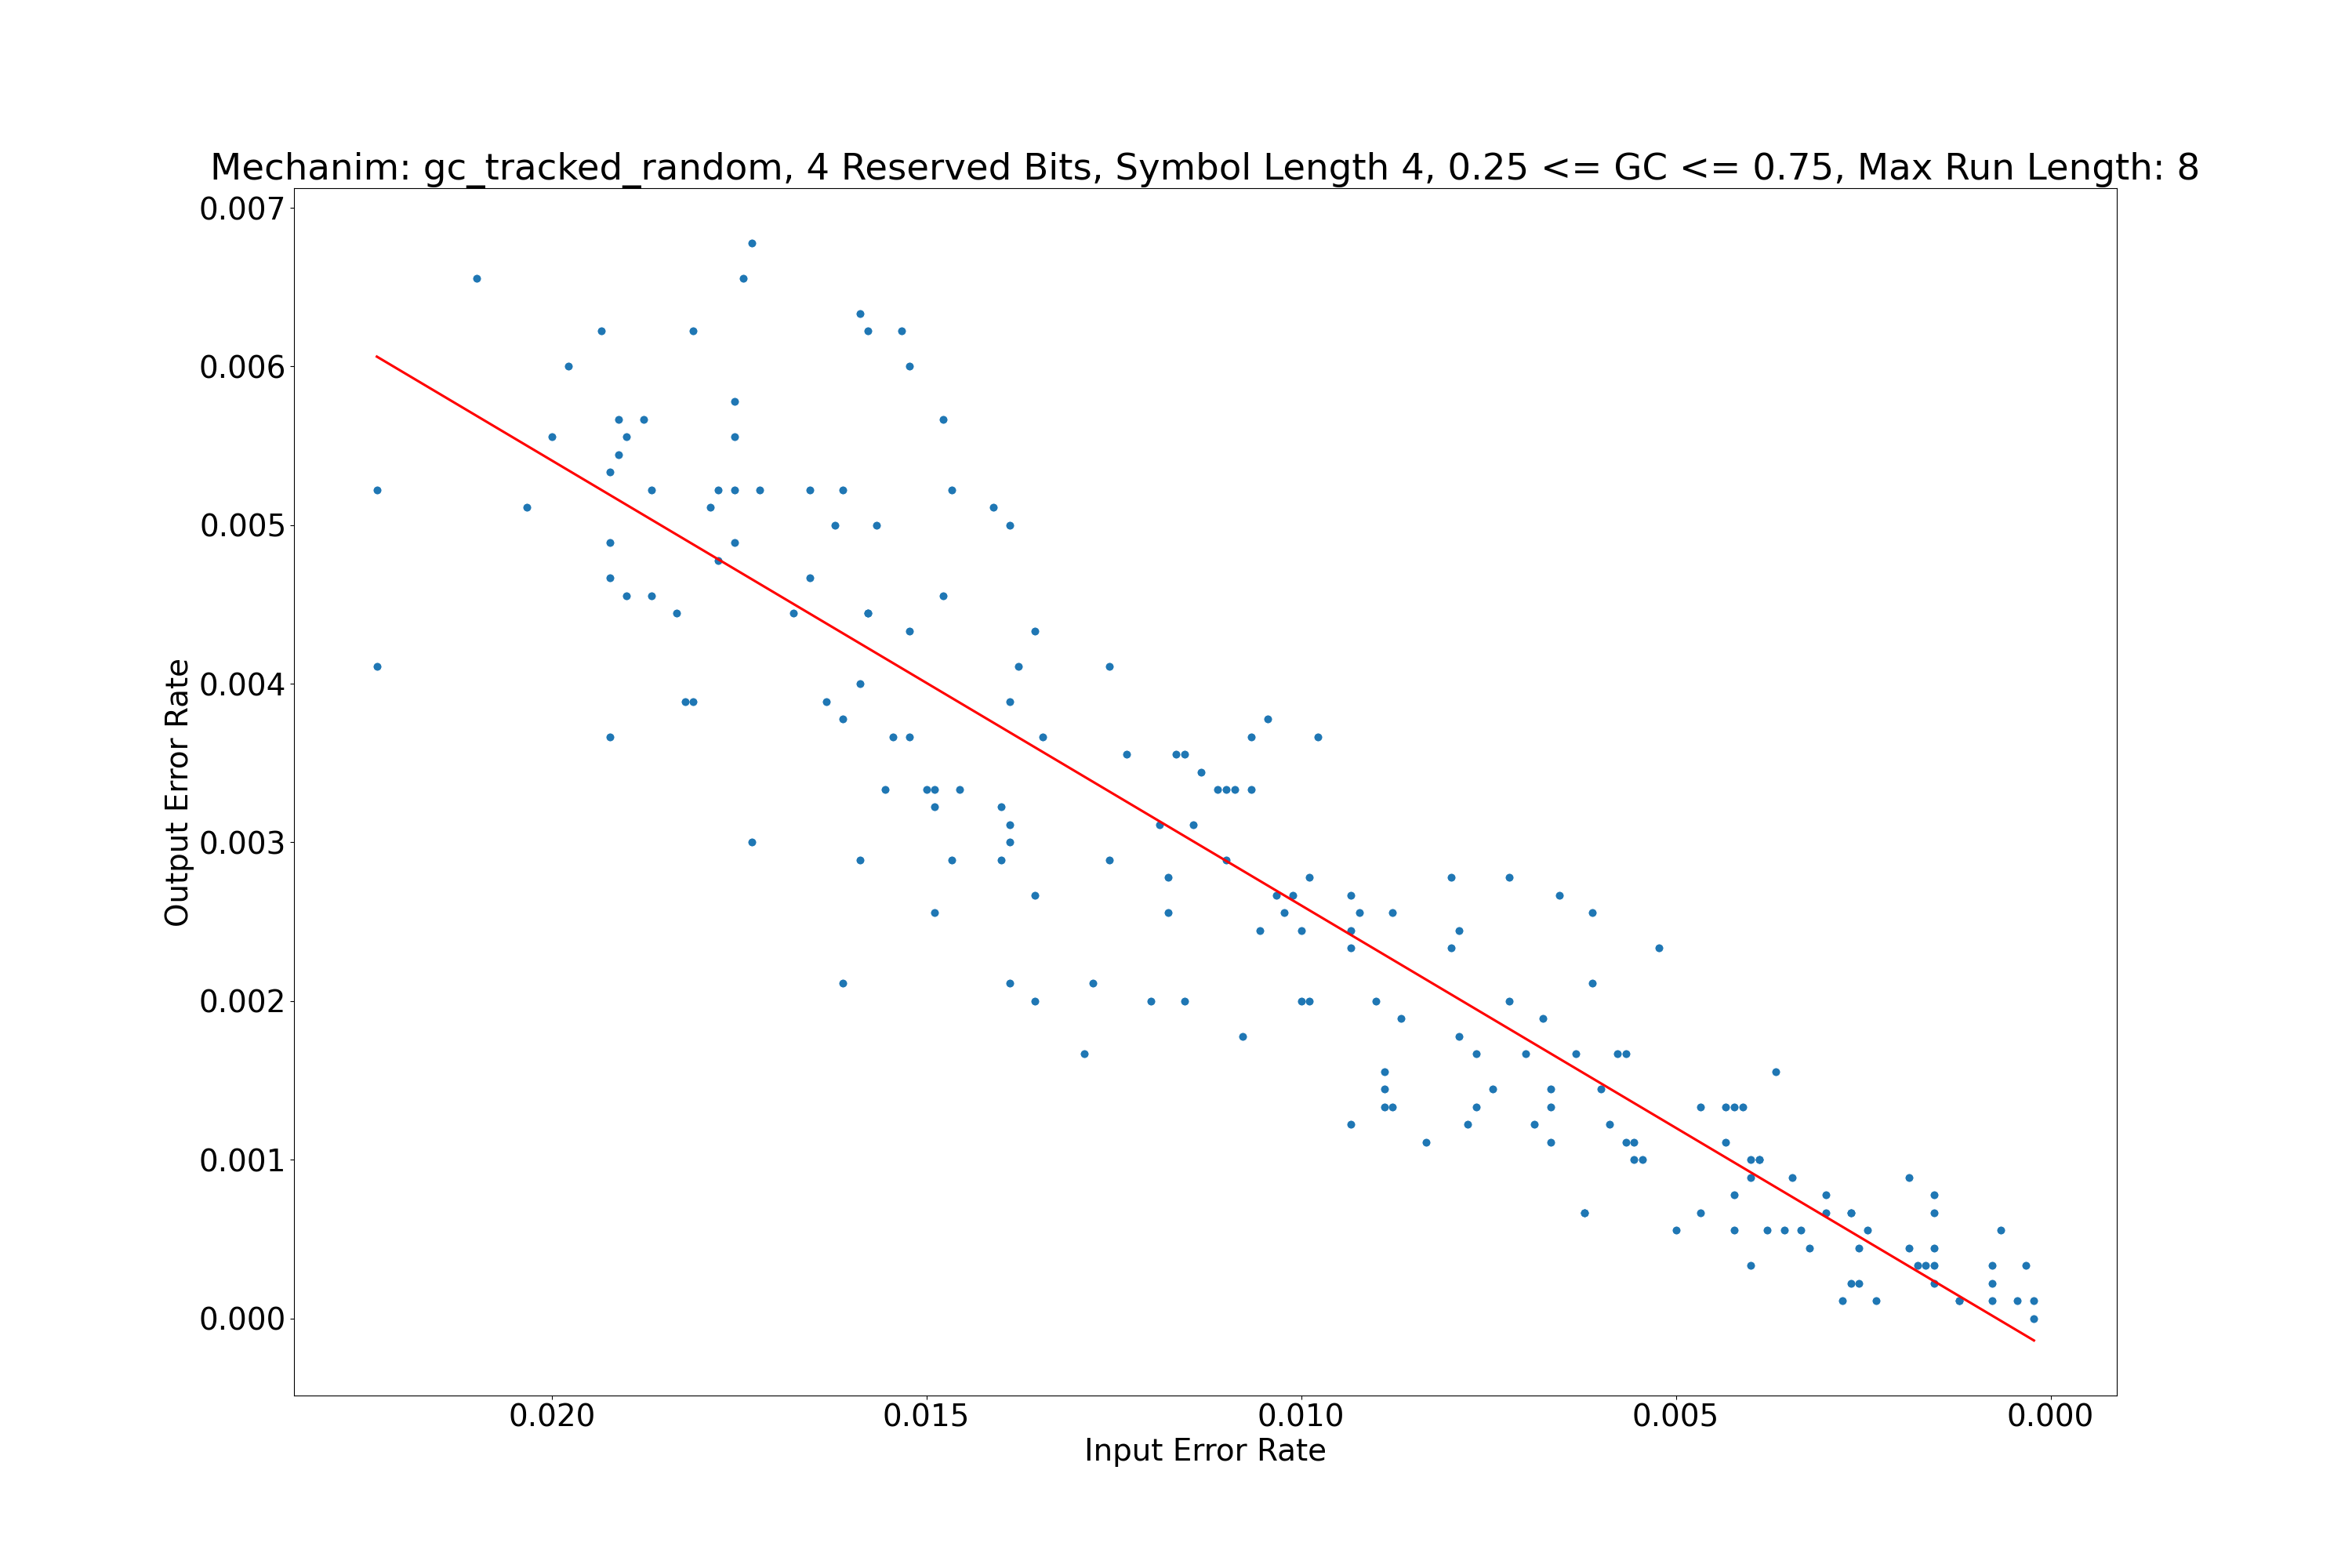 Mechanim: gc_tracked_random, 4 Reserved Bits, Symbol Length 4, 0.25 <= GC <= 0.75, Max Run Length: 8
0.007
0.006
0.005
0.004
0.003
0.002
0.001
0.000
Output Error Rate
0.020 0.015 0.010 0.005 0.000
Input Error Rate